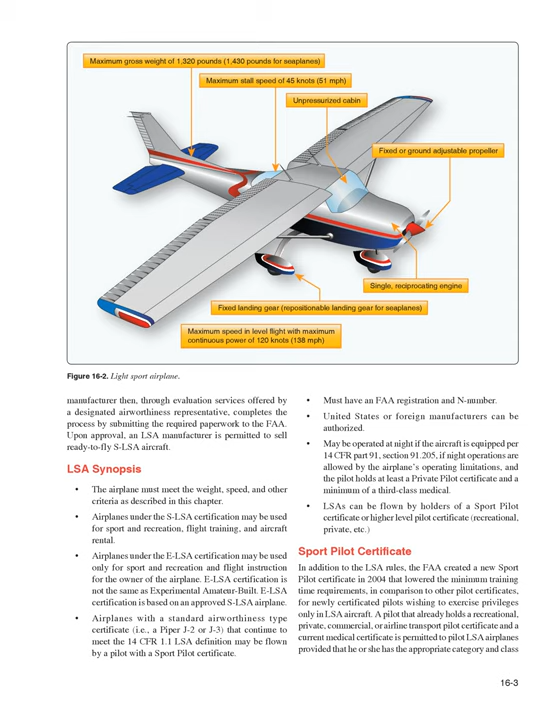 Maximum gross weight of 1,320 pounds (1,430 pounds for seaplanes)
Maximum stall speed of 45 knots (51 mph)
Unpressurized cabin
Fixed or ground adjustable propeller
Single, reciprocating engine
Fixed landing gear (repositionable landing gear for seaplanes)
Maximum speed in level flight with maximum
continuous power of 120 knots (138 mph)
Figure 16-2. Light sport airplane.
manufacturer then, through evaluation services offered by
a designated airworthiness representative, completes the
process by submitting the required paperwork to the FAA.
Upon approval, an LSA manufacturer is permitted to sell
ready-to-fly S-LSA aircraft.
LSA Synopsis
• The airplane must meet the weight, speed, and other
criteria as described in this chapter.
• Airplanes under the S-LSA certification may be used
for sport and recreation, flight training, and aircraft
rental.
• Airplanes under the E-LSA certification may be used
only for sport and recreation and flight instruction
for the owner of the airplane. E-LSA certification is
not the same as Experimental Amateur-Built. E-LSA
certification is based on an approved S-LSA airplane.
• Airplanes with a standard airworthiness type
certificate (i.e., a Piper J-2 or J-3) that continue to
meet the 14 CFR 1.1 LSA definition may be flown
by a pilot with a Sport Pilot certificate.
• Must have an FAA registration and N-number.
• United States or foreign manufacturers can be
authorized.
• May be operated at night if the aircraft is equipped per
14 CFR part 91, section 91.205, if night operations are
allowed by the airplane's operating limitations, and
the pilot holds at least a Private Pilot certificate and a
minimum of a third-class medical.
• LSAs can be flown by holders of a Sport Pilot
certificate or higher level pilot certificate (recreational,
private, etc.)
Sport Pilot Certificate
In addition to the LSA rules, the FAA created a new Sport
Pilot certificate in 2004 that lowered the minimum training
time requirements, in comparison to other pilot certificates,
for newly certificated pilots wishing to exercise privileges
only in LSA aircraft. A pilot that already holds a recreational,
private, commercial, or airline transport pilot certificate and a
current medical certificate is permitted to pilot LSA airplanes
provided that he or she has the appropriate category and class
16-3